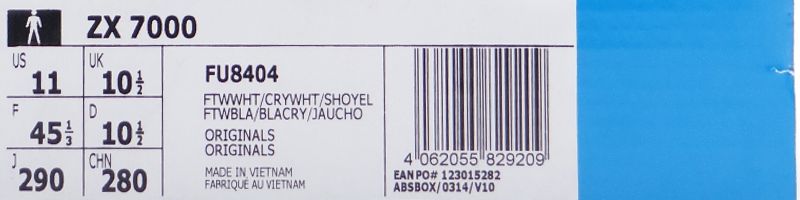 ZX 7000
US 11 UK 10½
F 45⅓ D 10½
J 290 CHN 280
FU8404
FTWWHT/CRYWHT/SHOYEL
FTWBLA/BLACRY/JAUCHO
ORIGINALS
ORIGINALS
MADE IN VIETNAM
FABRIQUÉ AU VIETNAM
4 062055 829209
EAN PO# 123015282
ABSBOX/0314/V10